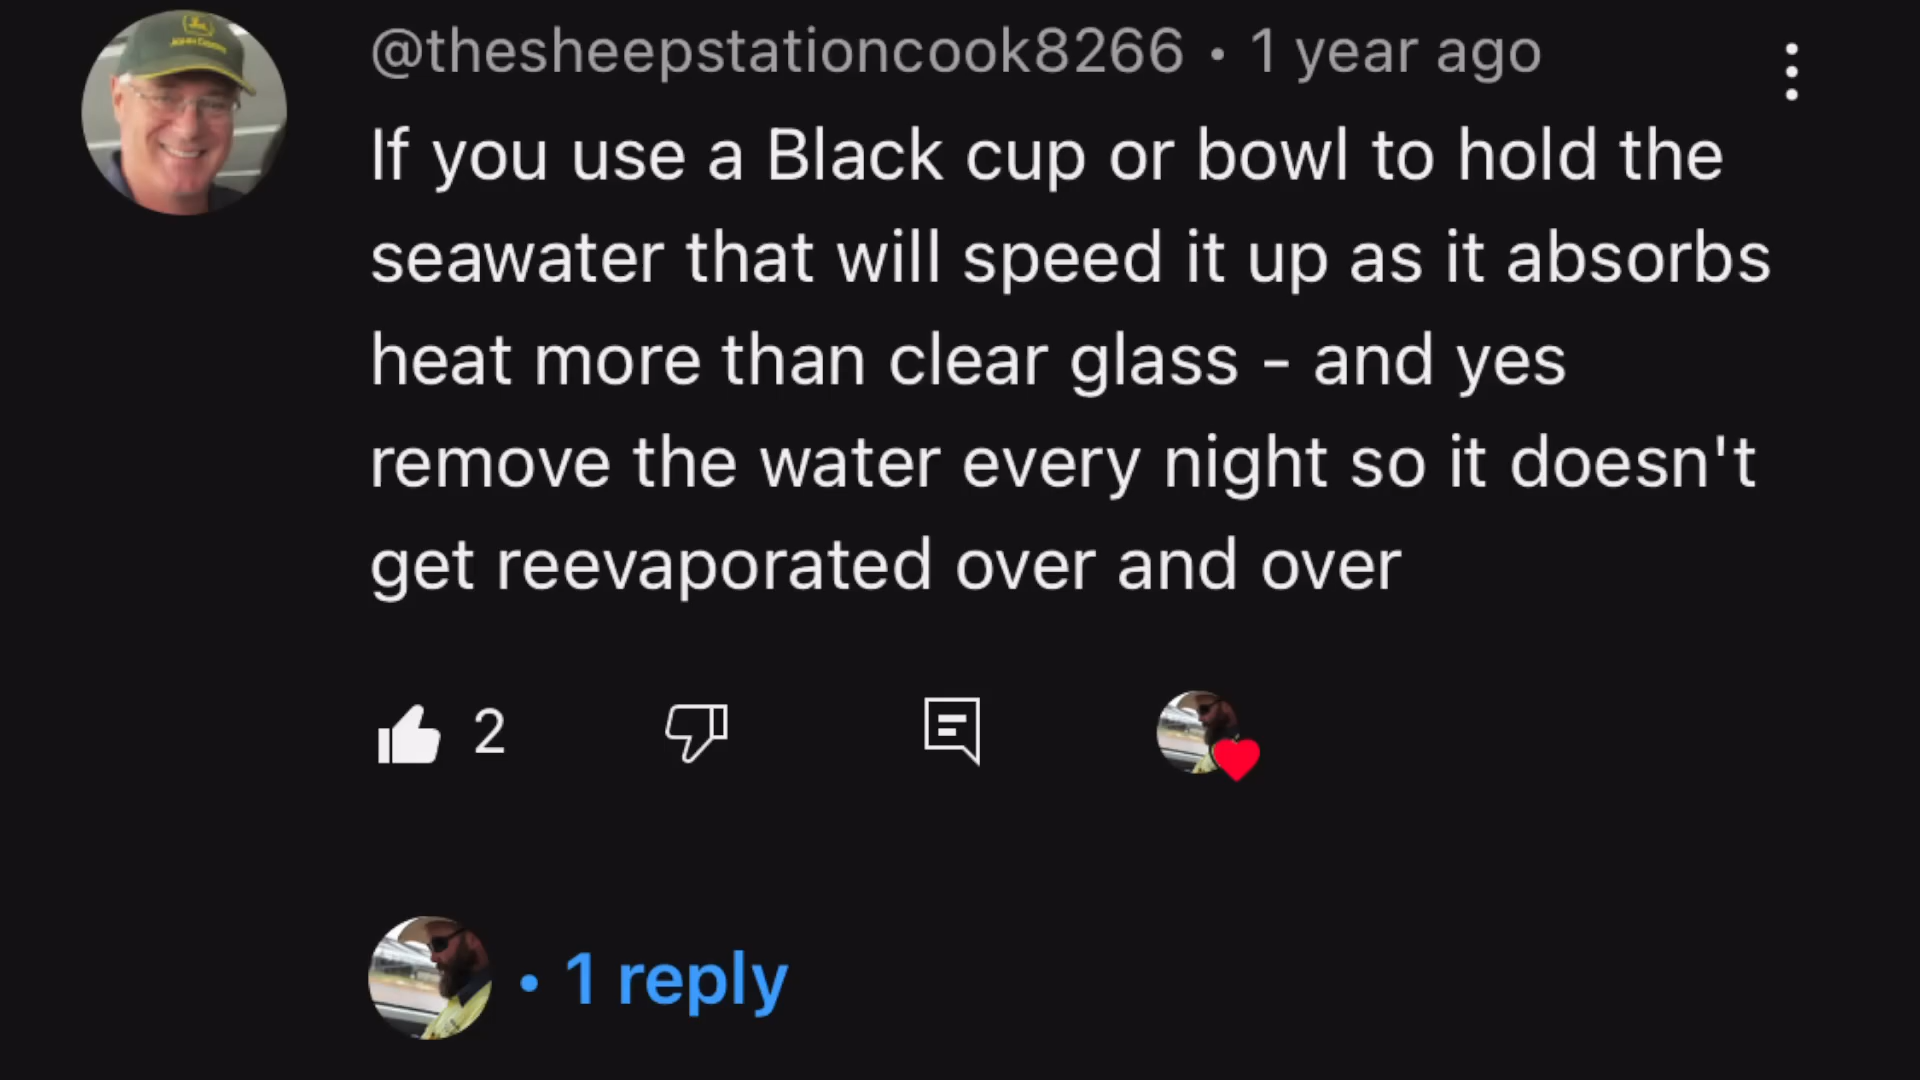 @thesheepstationcook8266 • 1 year ago
If you use a Black cup or bowl to hold the
seawater that will speed it up as it absorbs
heat more than clear glass - and yes
remove the water every night so it doesn't
get reevaporated over and over
2
• 1 reply